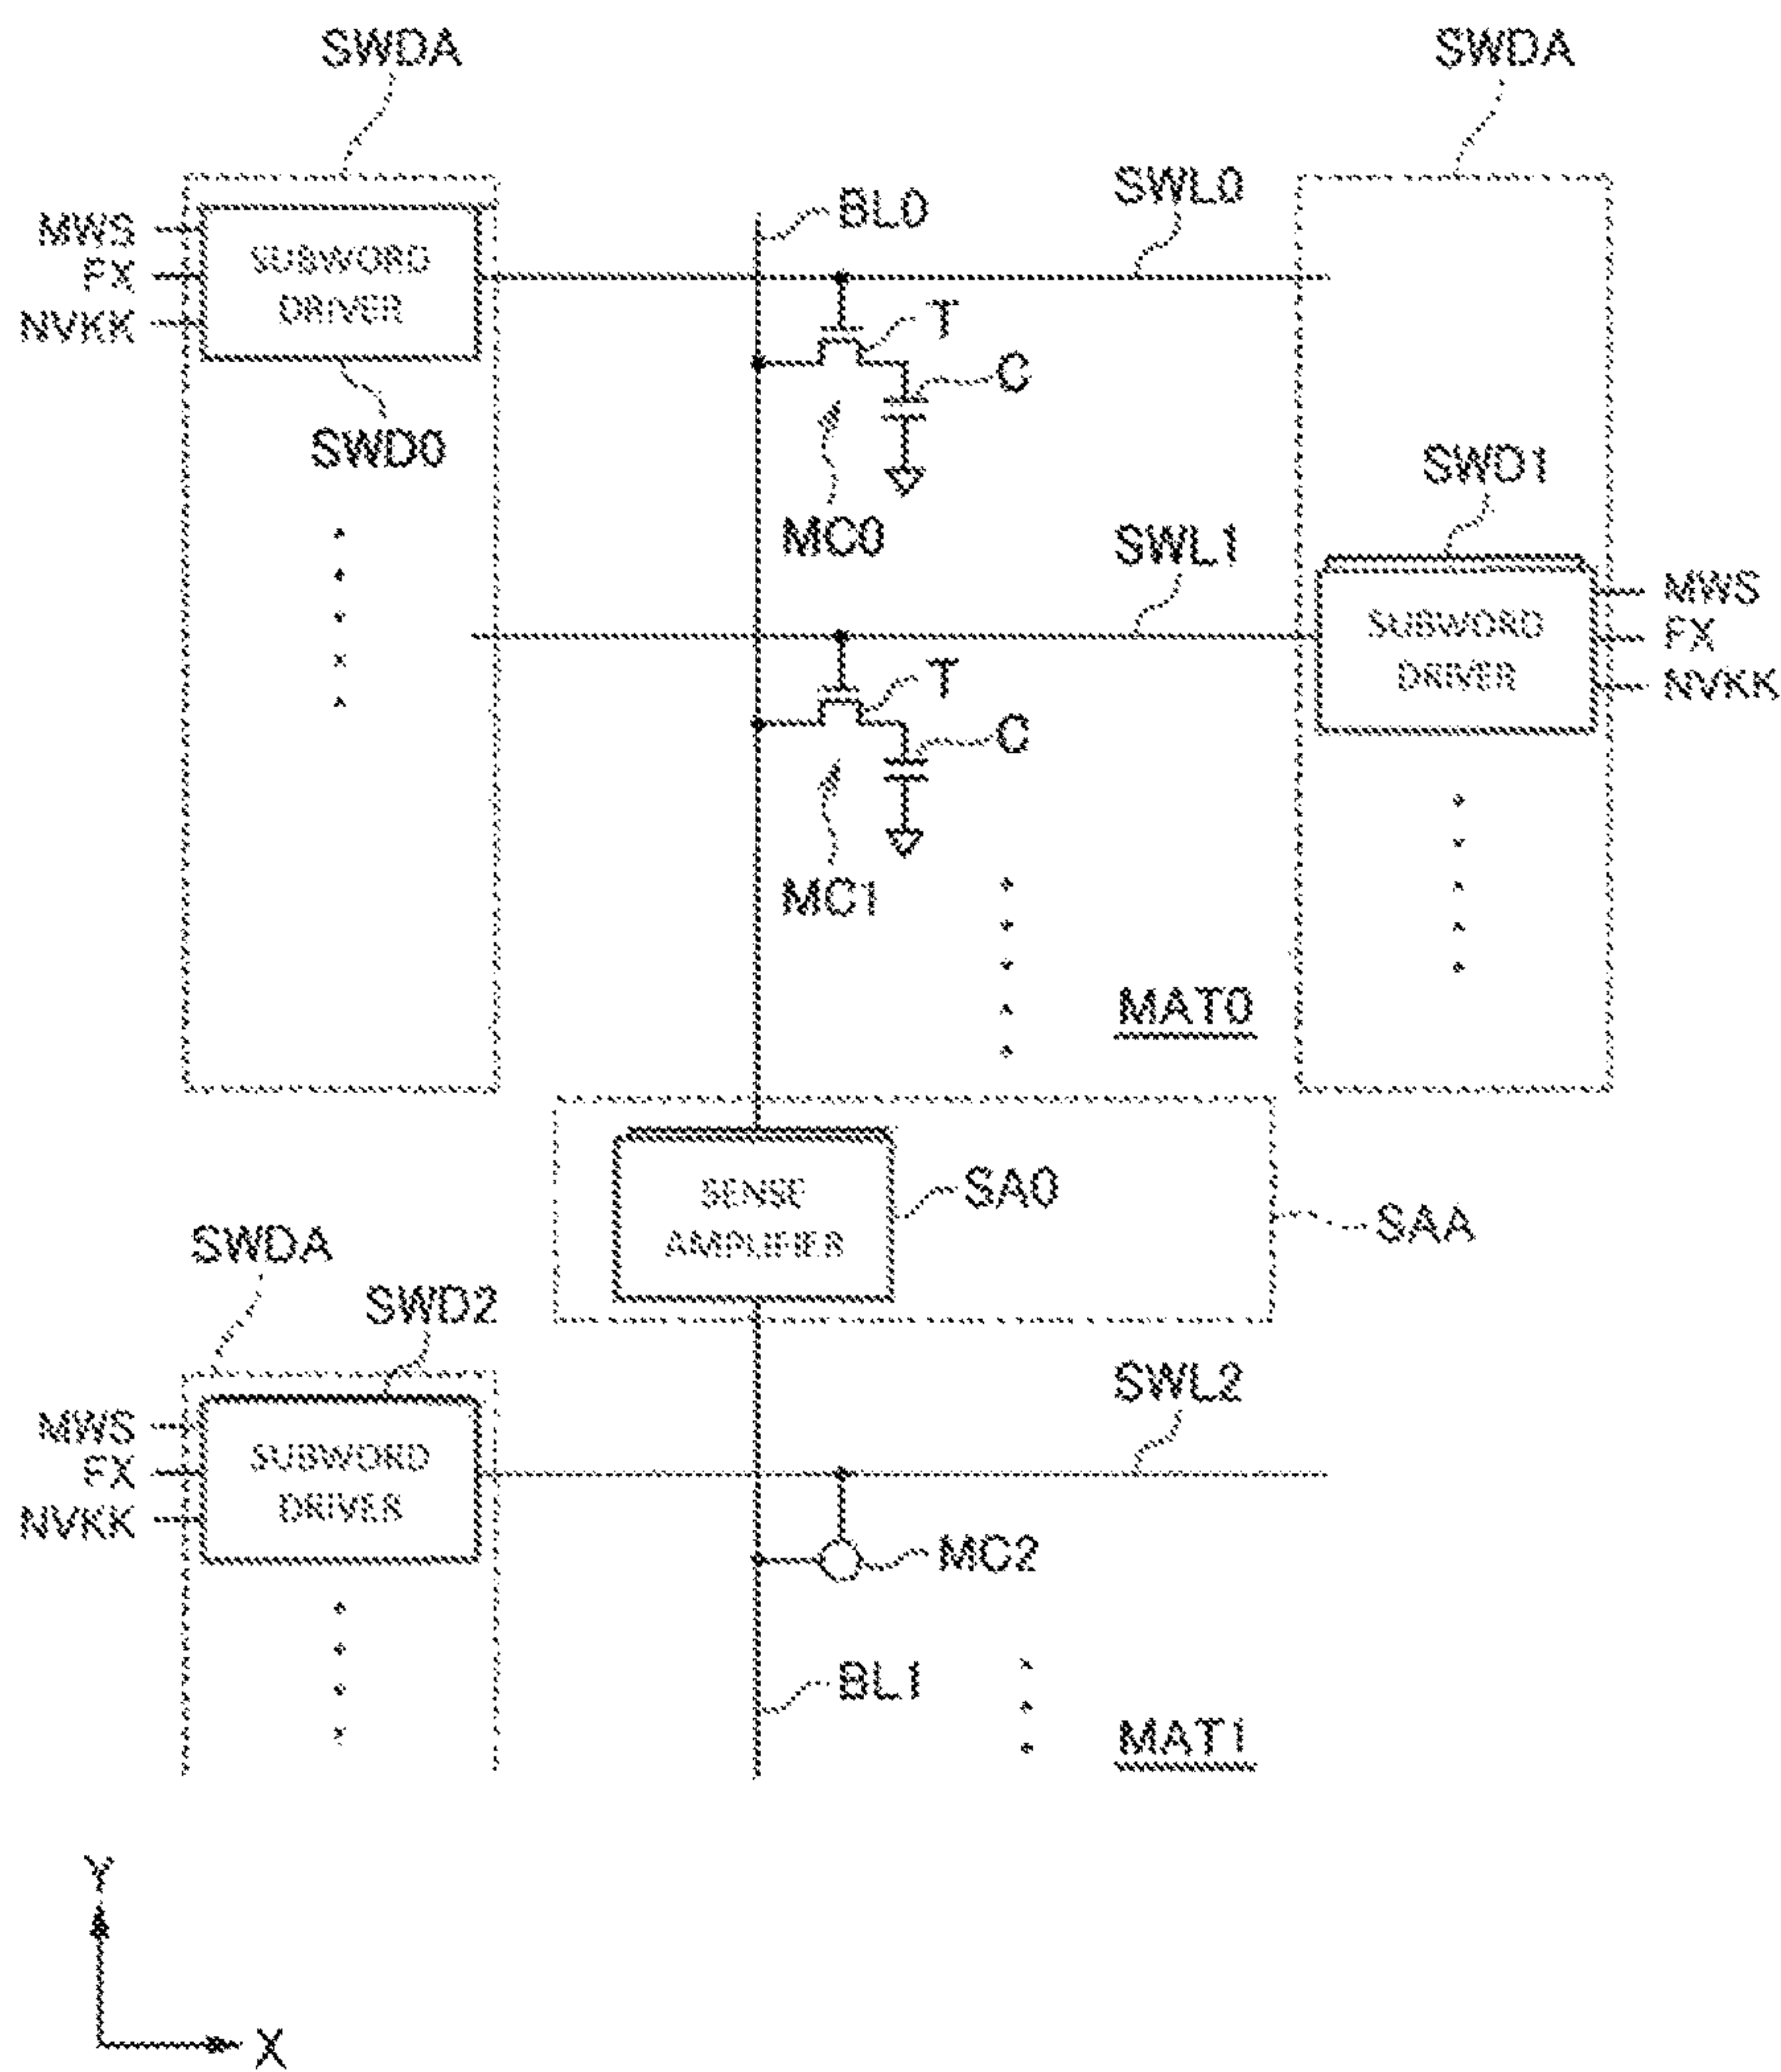 SWDA
SWDA
BL0
SWL0
MWS
FX
NVKK
SUBWORD
DRIVER
T
C
SWD0
MC0
SWL1
SWD1
MWS
FX
NVKK
SUBWORD
DRIVER
T
C
MC1
MAT0
SENSE
AMPLIFIER
SA0
SAA
SWDA
SWD2
SWL2
MWS
FX
NVKK
SUBWORD
DRIVER
MC2
BL1
MAT1
Y
X